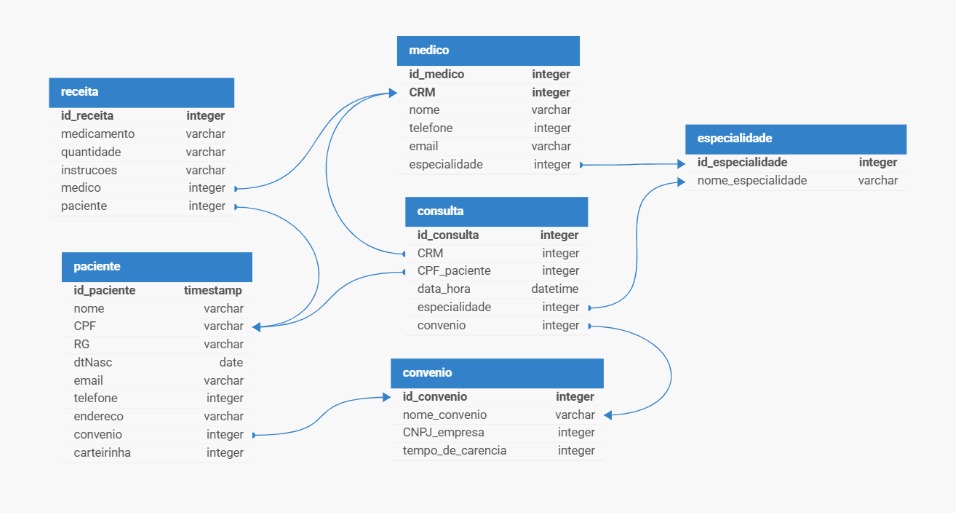 receita
id_receita integer
medicamento varchar
quantidade varchar
instrucoes varchar
medico integer
paciente integer
paciente
id_paciente timestamp
nome varchar
CPF varchar
RG varchar
dtNasc date
email varchar
telefone integer
endereco varchar
convenio integer
carteirinha integer
medico
id_medico integer
CRM integer
nome varchar
telefone integer
email varchar
especialidade integer
consulta
id_consulta integer
CRM integer
CPF_paciente integer
data_hora datetime
especialidade integer
convenio integer
convenio
id_convenio integer
nome_convenio varchar
CNPJ_empresa integer
tempo_de_carencia integer
especialidade
id_especialidade integer
nome_especialidade varchar